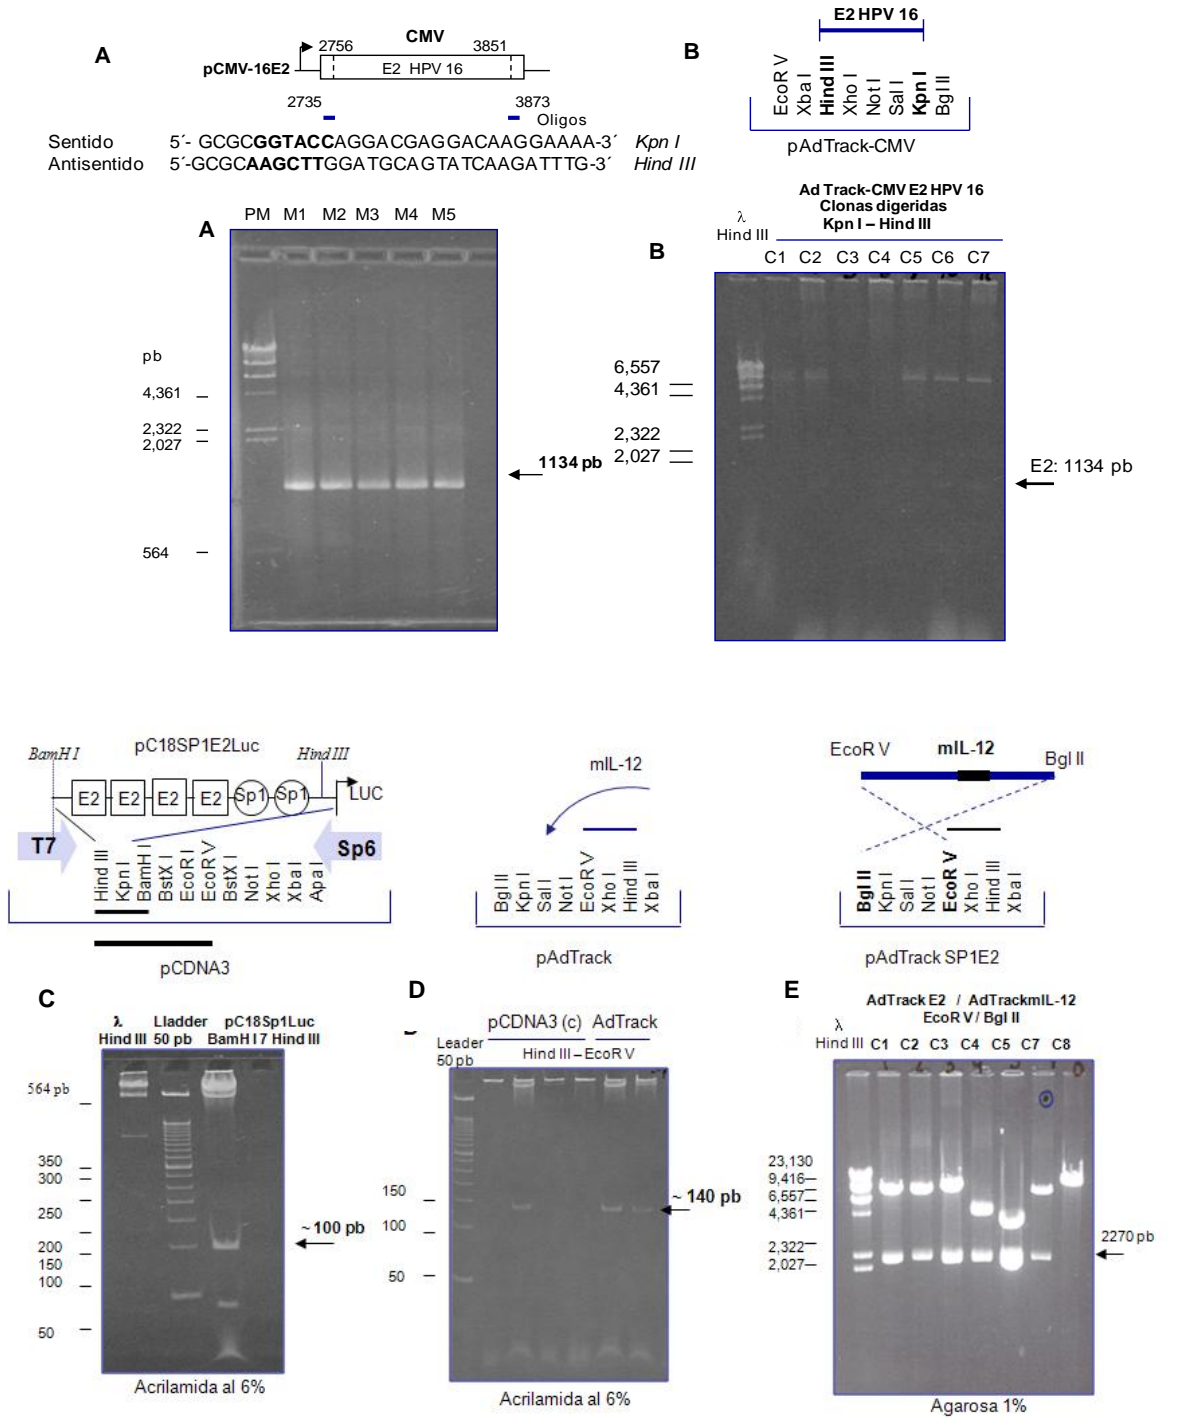 A
CMV
2756 3851
pCMV-16E2
E2 HPV 16
2735 3873
Oligos
Sentido 5´- GCGCGGTACCAGGACGAGGACAAGGAAAA-3´ Kpn I
Antisentido 5´-GCGCAAGCTTGGATGCAGTATCAAGATTTG-3´ Hind III
B
E2 HPV 16
EcoR V
Xba I
Hind III
Xho I
Not I
Sal I
Kpn I
Bgl II
pAdTrack-CMV
A
PM M1 M2 M3 M4 M5
pb
4,361
2,322
2,027
564
1134 pb
B
Ad Track-CMV E2 HPV 16
Clonas digeridas
Kpn I – Hind III
λ
Hind III
C1 C2 C3 C4 C5 C6 C7
6,557
4,361
2,322
2,027
E2: 1134 pb
pC18SP1E2Luc
BamH I Hind III
E2 E2 E2 E2 Sp1 Sp1 LUC
T7 Sp6
Hind III
Kpn I
BamH I
BstX I
EcoR I
EcoR V
BstX I
Not I
Xho I
Xba I
Apa I
pCDNA3
mIL-12
Bgl II
Kpn I
Sal I
Not I
EcoR V
Xho I
Hind III
Xba I
pAdTrack
EcoR V mIL-12 Bgl II
Bgl II
Kpn I
Sal I
Not I
EcoR V
Xho I
Hind III
Xba I
pAdTrack SP1E2
C
λ Lladder pC18Sp1Luc
Hind III 50 pb BamH I 7 Hind III
564 pb
350
300
250
200
150
100
50
~ 100 pb
Acrilamida al 6%
D
pCDNA3 (c) AdTrack
Leader
50 pb
Hind III – EcoR V
150
100
50
~ 140 pb
Acrilamida al 6%
E
AdTrack E2 / AdTrackmIL-12
EcoR V / Bgl II
λ
Hind III C1 C2 C3 C4 C5 C7 C8
23,130
9,416
6,557
4,361
2,322
2,027
2270 pb
Agarosa 1%